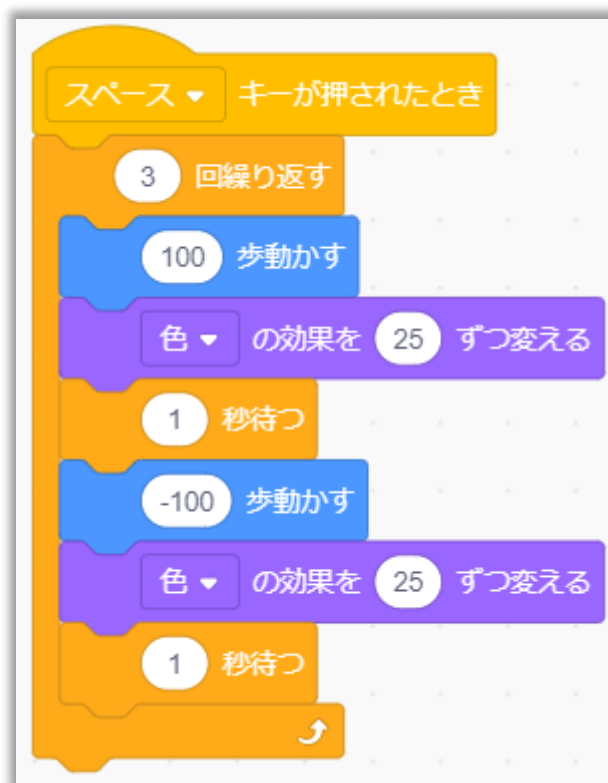 スペース キーが押されたとき
3 回繰り返す
100 歩動かす
色 の効果を 25 ずつ変える
1 秒待つ
-100 歩動かす
色 の効果を 25 ずつ変える
1 秒待つ